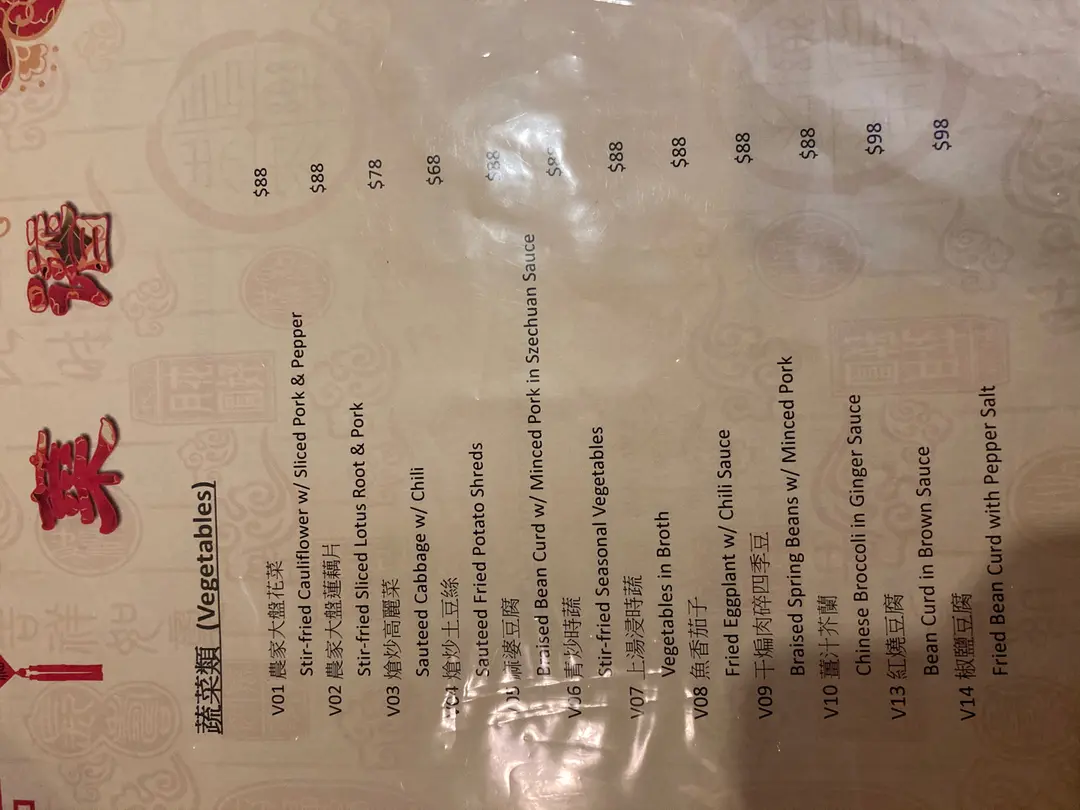 菜譜
蔬菜類 (Vegetables)
V01 農家大盤花菜 $88
Stir-fried Cauliflower w/ Sliced Pork & Pepper
V02 農家大盤蓮藕片 $88
Stir-fried Sliced Lotus Root & Pork
V03 熗炒高麗菜 $78
Sauteed Cabbage w/ Chili
V04 熗炒土豆絲 $68
Sauteed Fried Potato Shreds
V05 麻婆豆腐 $88
Braised Bean Curd w/ Minced Pork in Szechuan Sauce
V06 青炒時蔬
Stir-fried Seasonal Vegetables
V07 上湯浸時蔬 $88
Vegetables in Broth
V08 魚香茄子 $88
Fried Eggplant w/ Chili Sauce
V09 干煸肉碎四季豆 $88
Braised Spring Beans w/ Minced Pork
V10 薑汁芥蘭 $88
Chinese Broccoli in Ginger Sauce
V13 紅燒豆腐 $98
Bean Curd in Brown Sauce
V14 椒鹽豆腐 $98
Fried Bean Curd with Pepper Salt